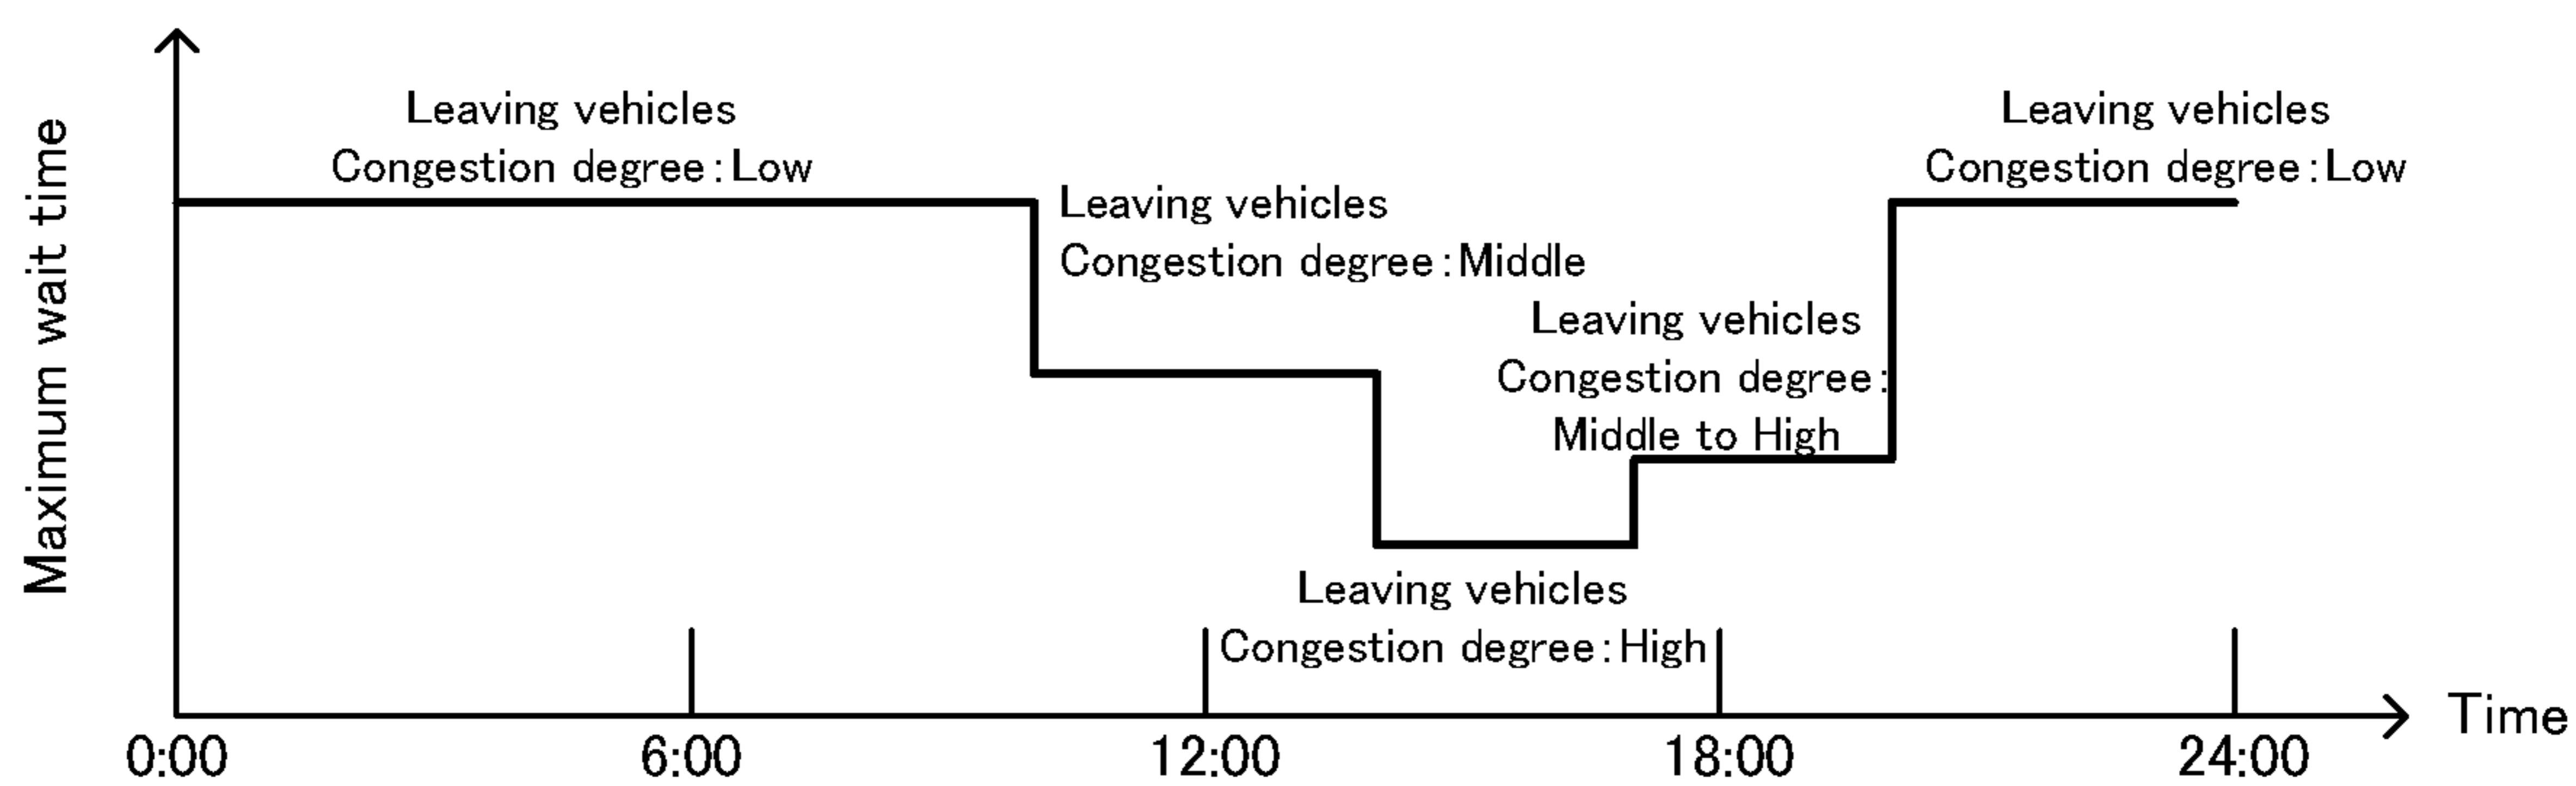 Maximum wait time
Leaving vehicles
Congestion degree:Low
Leaving vehicles
Congestion degree:Middle
Leaving vehicles
Congestion degree:
Middle to High
Leaving vehicles
Congestion degree:Low
Leaving vehicles
Congestion degree:High
0:00
6:00
12:00
18:00
24:00
Time